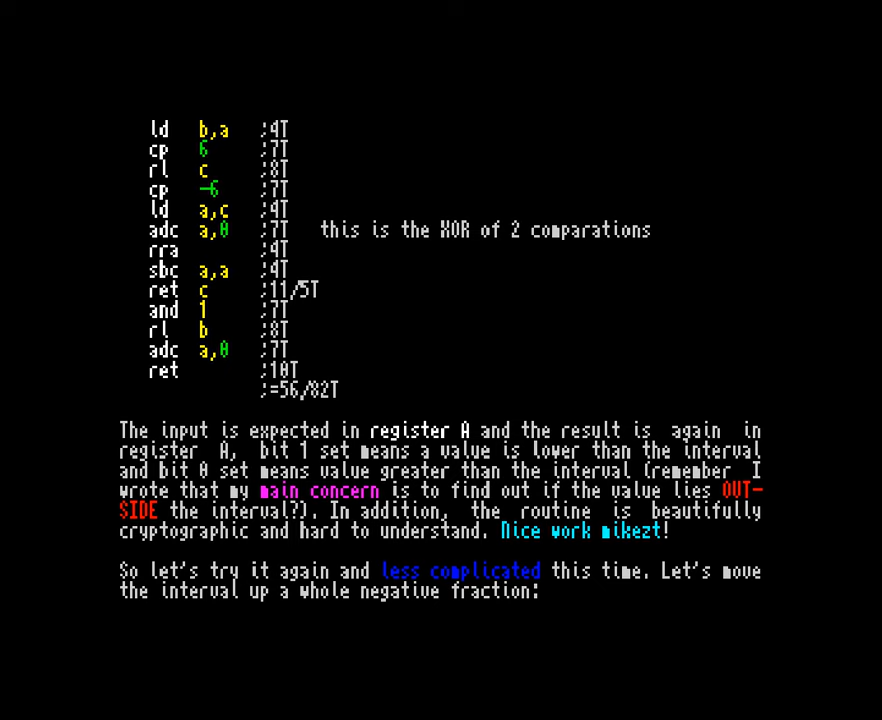 ld b,a ;4T
cp 6 ;7T
rl c ;8T
cp -6 ;7T
ld a,c ;4T
adc a,0 ;7T this is the XOR of 2 comparations
rra ;4T
sbc a,a ;4T
ret c ;11/5T
and 1 ;7T
rl b ;8T
adc a,0 ;7T
ret ;10T
;=56/82T
The input is expected in register A and the result is again in
register A, bit 1 set means a value is lower than the interval
and bit 0 set means value greater than the interval (remember I
wrote that my main concern is to find out if the value lies OUT-
SIDE the interval?). In addition, the routine is beautifully
cryptographic and hard to understand. Nice work mikezt!
So let's try it again and less complicated this time. Let's move
the interval up a whole negative fraction: